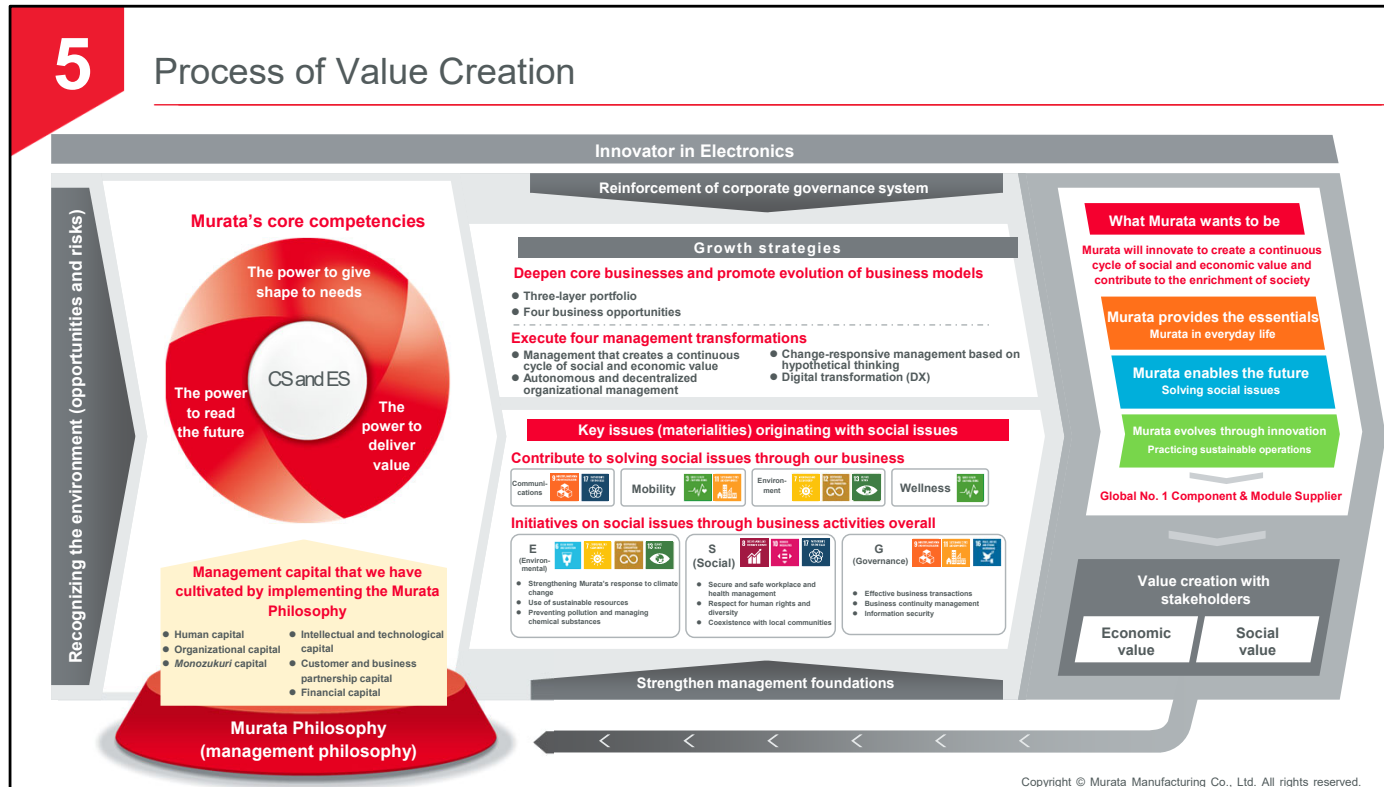 5
Process of Value Creation
Innovator in Electronics
Recognizing the environment (opportunities and risks)
Murata’s core competencies
The power to give
shape to needs
CS and ES
The power
to read
the future
The
power to
deliver
value
Management capital that we have
cultivated by implementing the Murata
Philosophy
● Human capital
● Organizational capital
● Monozukuri capital
● Intellectual and technological
capital
● Customer and business
partnership capital
● Financial capital
Murata Philosophy
(management philosophy)
Reinforcement of corporate governance system
Growth strategies
Deepen core businesses and promote evolution of business models
● Three-layer portfolio
● Four business opportunities
Execute four management transformations
● Management that creates a continuous
cycle of social and economic value
● Autonomous and decentralized
organizational management
● Change-responsive management based on
hypothetical thinking
● Digital transformation (DX)
Key issues (materialities) originating with social issues
Contribute to solving social issues through our business
Communi-
cations
Mobility
Environ-
ment
Wellness
Initiatives on social issues through business activities overall
E
(Environ-
mental)
● Strengthening Murata’s response to climate
change
● Use of sustainable resources
● Preventing pollution and managing
chemical substances
S
(Social)
● Secure and safe workplace and
health management
● Respect for human rights and
diversity
● Coexistence with local communities
G
(Governance)
● Effective business transactions
● Business continuity management
● Information security
Strengthen management foundations
What Murata wants to be
Murata will innovate to create a continuous
cycle of social and economic value and
contribute to the enrichment of society
Murata provides the essentials
Murata in everyday life
Murata enables the future
Solving social issues
Murata evolves through innovation
Practicing sustainable operations
Global No. 1 Component & Module Supplier
Value creation with
stakeholders
Economic
value
Social
value
Copyright © Murata Manufacturing Co., Ltd. All rights reserved.